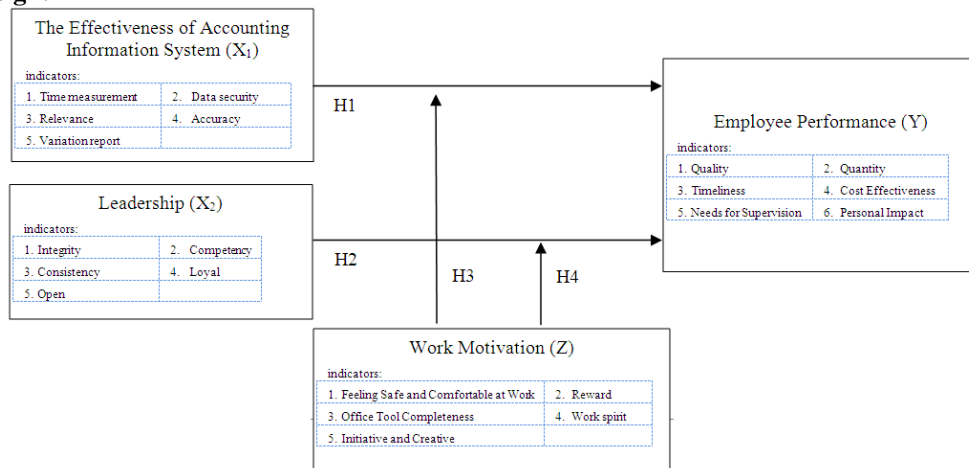 The Effectiveness of Accounting
Information System (X₁)
indicators:
1. Time measurement 2. Data security
3. Relevance 4. Accuracy
5. Variation report
H1
Leadership (X₂)
indicators:
1. Integrity 2. Competency
3. Consistency 4. Loyal
5. Open
H2
H3
H4
Employee Performance (Y)
indicators:
1. Quality 2. Quantity
3. Timeliness 4. Cost Effectiveness
5. Needs for Supervision 6. Personal Impact
Work Motivation (Z)
indicators:
1. Feeling Safe and Comfortable at Work 2. Reward
3. Office Tool Completeness 4. Work spirit
5. Initiative and Creative